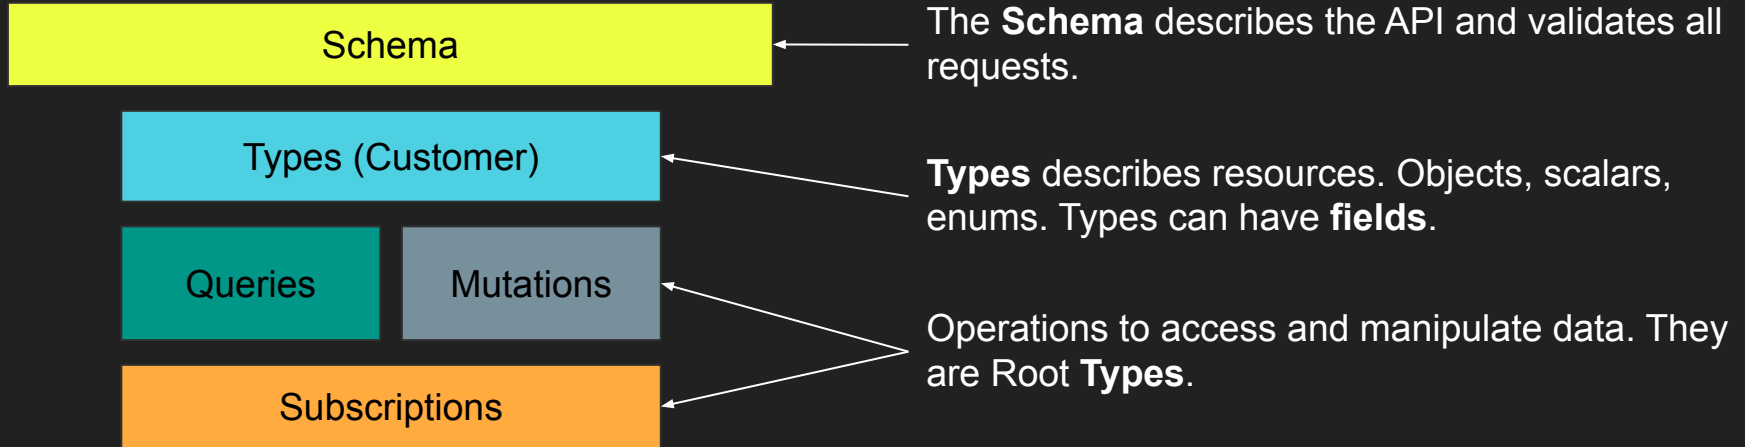 Schema
The Schema describes the API and validates all
requests.
Types (Customer)
Types describes resources. Objects, scalars,
enums. Types can have fields.
Queries
Mutations
Operations to access and manipulate data. They
are Root Types.
Subscriptions